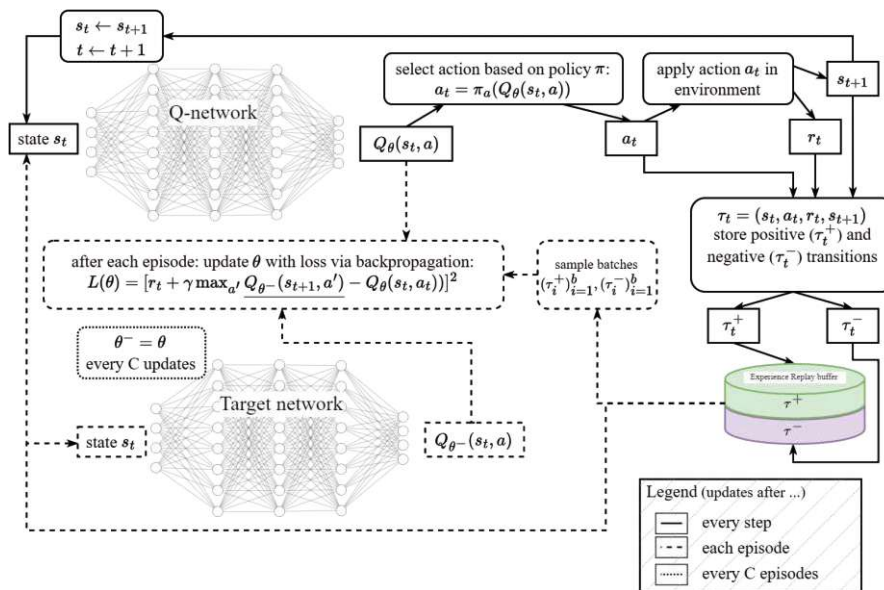 s_t ← s_{t+1}
t ← t + 1
Q-network
state s_t
Q_θ(s_t, a)
select action based on policy π:
a_t = π_a(Q_θ(s_t, a))
a_t
apply action a_t in
environment
s_{t+1}
r_t
τ_t = (s_t, a_t, r_t, s_{t+1})
store positive (τ_t^+) and
negative (τ_t^-) transitions
τ_t^+
τ_t^-
Experience Replay buffer
τ^+
τ^-
after each episode: update θ with loss via backpropagation:
L(θ) = [r_t + γ max_{a'} Q_{θ^-}(s_{t+1}, a') − Q_θ(s_t, a_t))]^2
sample batches
(τ_i^+)_{i=1}^b, (τ_i^-)_{i=1}^b
θ^- = θ
every C updates
Target network
state s_t
Q_{θ^-}(s_t, a)
Legend (updates after ...)
every step
each episode
every C episodes